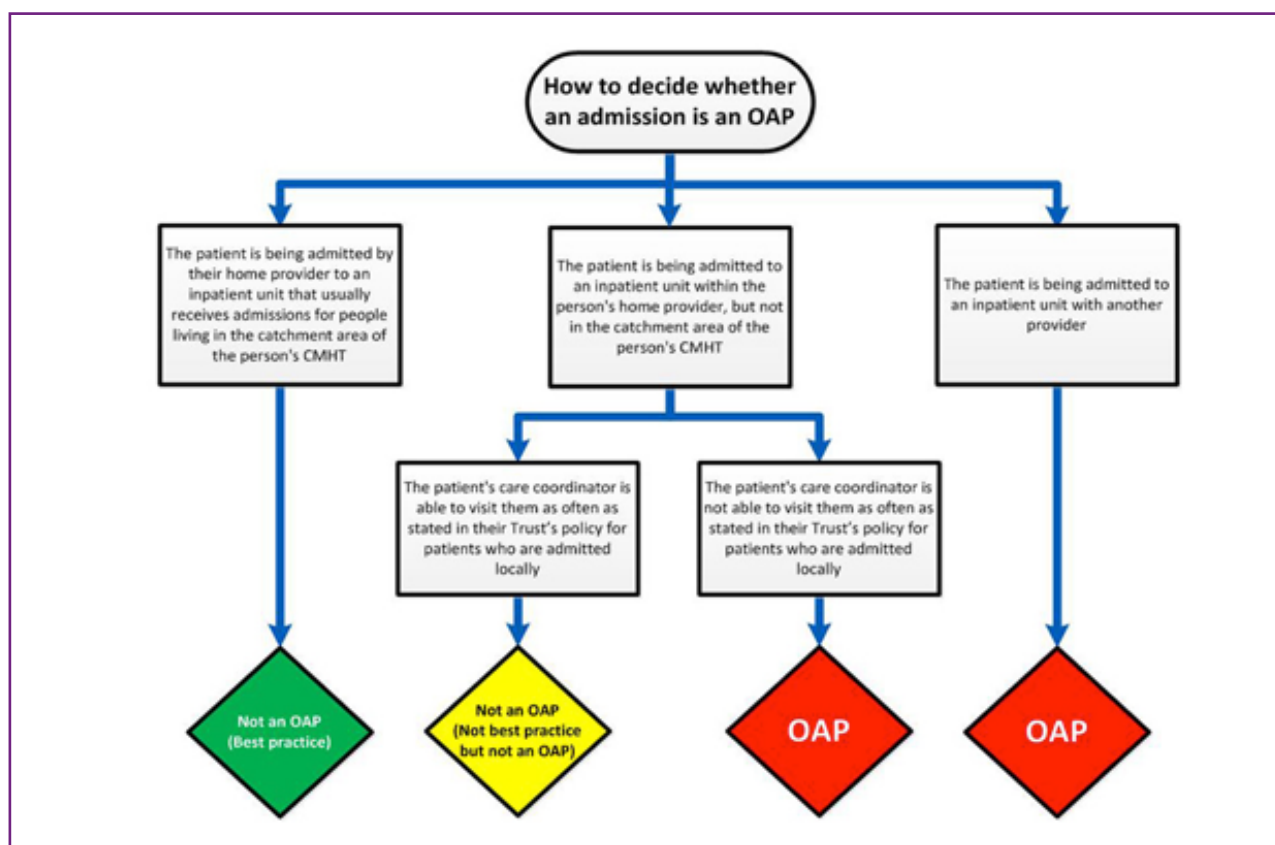 How to decide whether
an admission is an OAP
The patient is being admitted by
their home provider to an
inpatient unit that usually
receives admissions for people
living in the catchment area of
the person's CMHT
The patient is being admitted to
an inpatient unit within the
person's home provider, but not
in the catchment area of the
person's CMHT
The patient is being admitted to
an inpatient unit with another
provider
The patient's care coordinator is
able to visit them as often as
stated in their Trust's policy for
patients who are admitted
locally
The patient's care coordinator is
not able to visit them as often as
stated in their Trust's policy for
patients who are admitted
locally
Not an OAP
(Best practice)
Not an OAP
(Not best practice
but not an OAP)
OAP
OAP